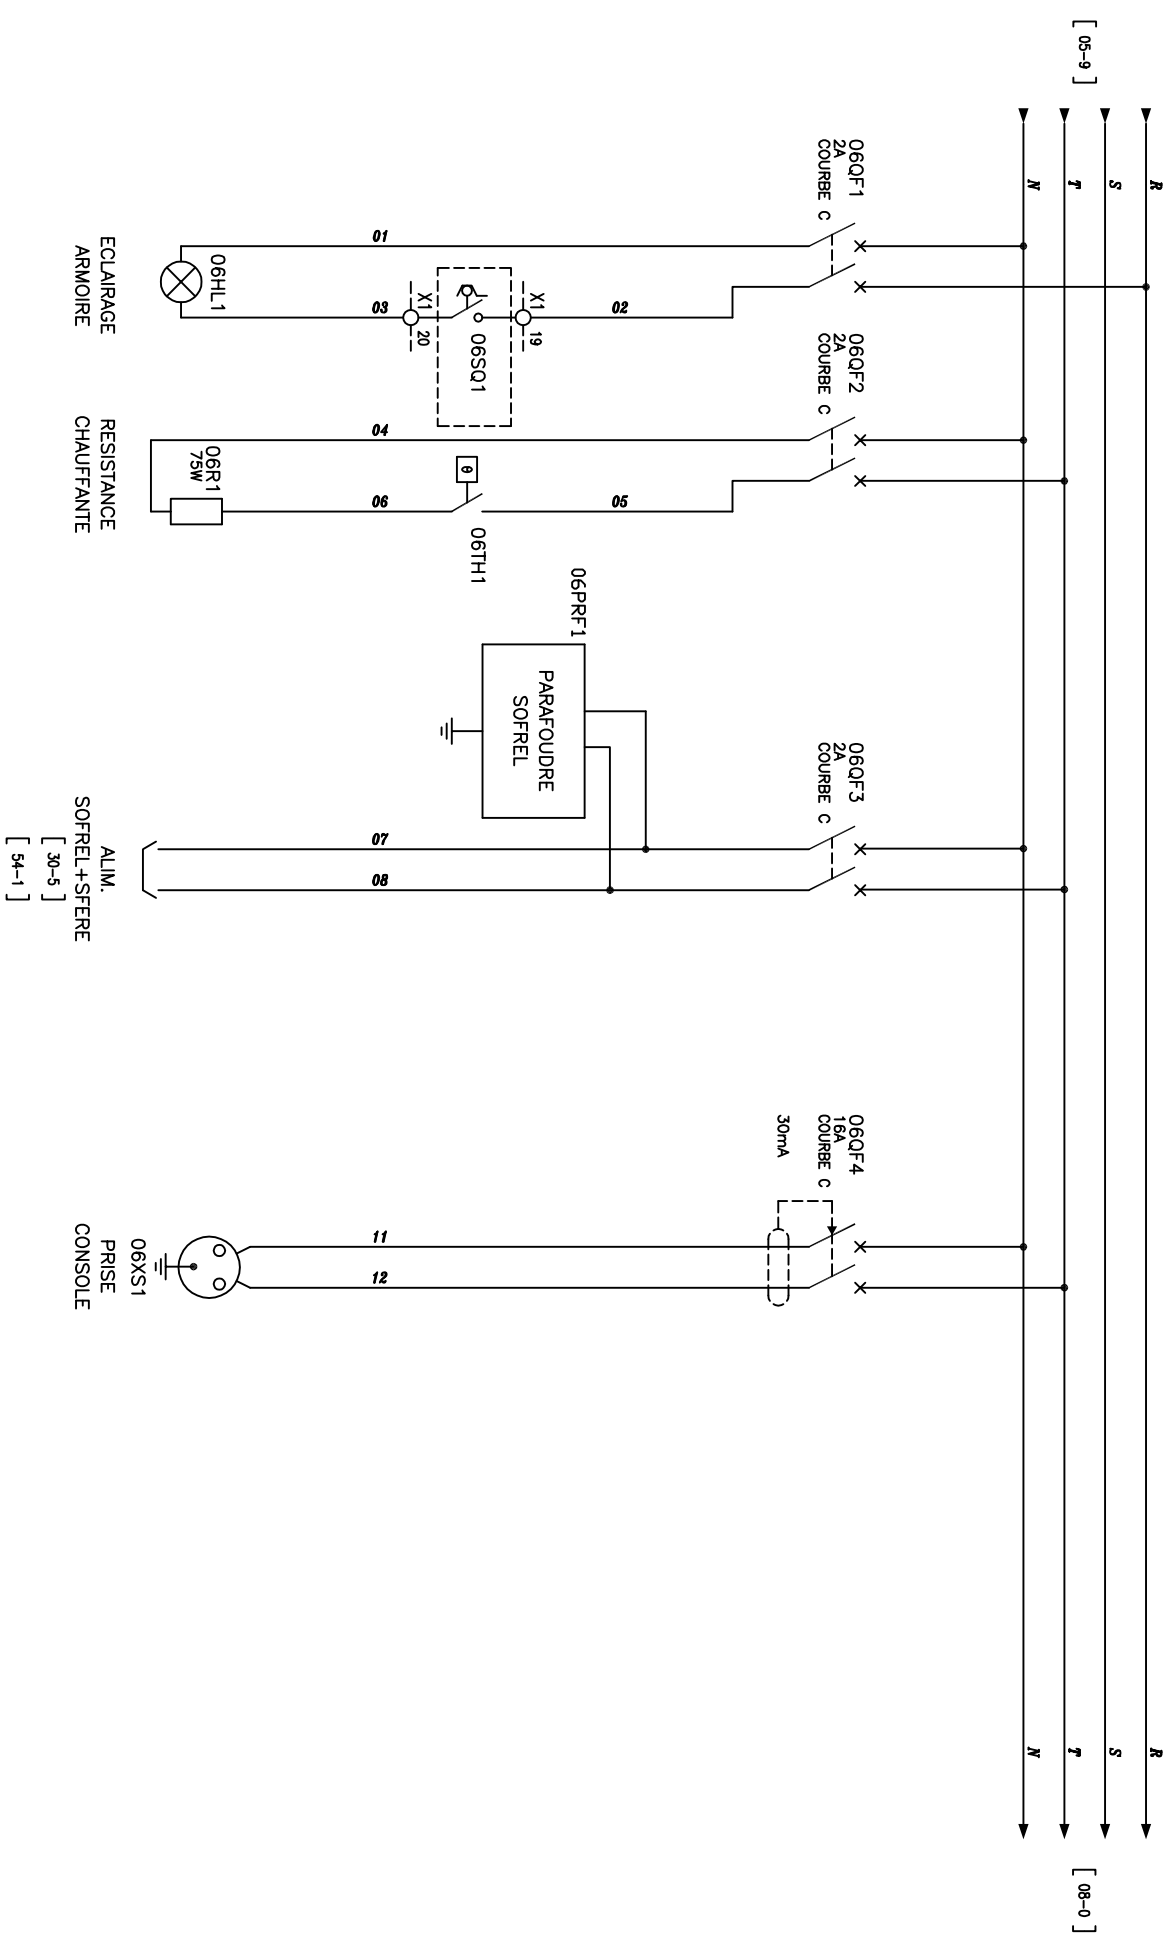 [ 05-9 ]
R
S
T
N
R
S
T
N
[ 08-0 ]
06QF1
2A
COURBE C
01
02
X1
19
06SQ1
X1
20
03
06HL1
ECLAIRAGE
ARMOIRE
06QF2
2A
COURBE C
04
05
θ
06TH1
06
06R1
75W
RESISTANCE
CHAUFFANTE
06QF3
2A
COURBE C
06PRF1
PARAFOUDRE
SOFREL
07
08
ALIM.
SOFREL+SFERE
[ 30-5 ]
[ 54-1 ]
06QF4
16A
COURBE C
30mA
11
12
06XS1
PRISE
CONSOLE